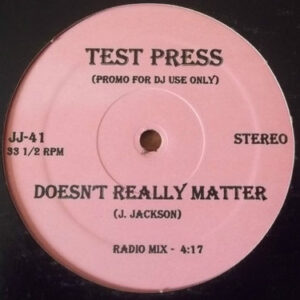 TEST PRESS
(PROMO FOR DJ USE ONLY)
JJ-41
33 1/2 RPM
STEREO
DOESN'T REALLY MATTER
(J. JACKSON)
RADIO MIX - 4:17